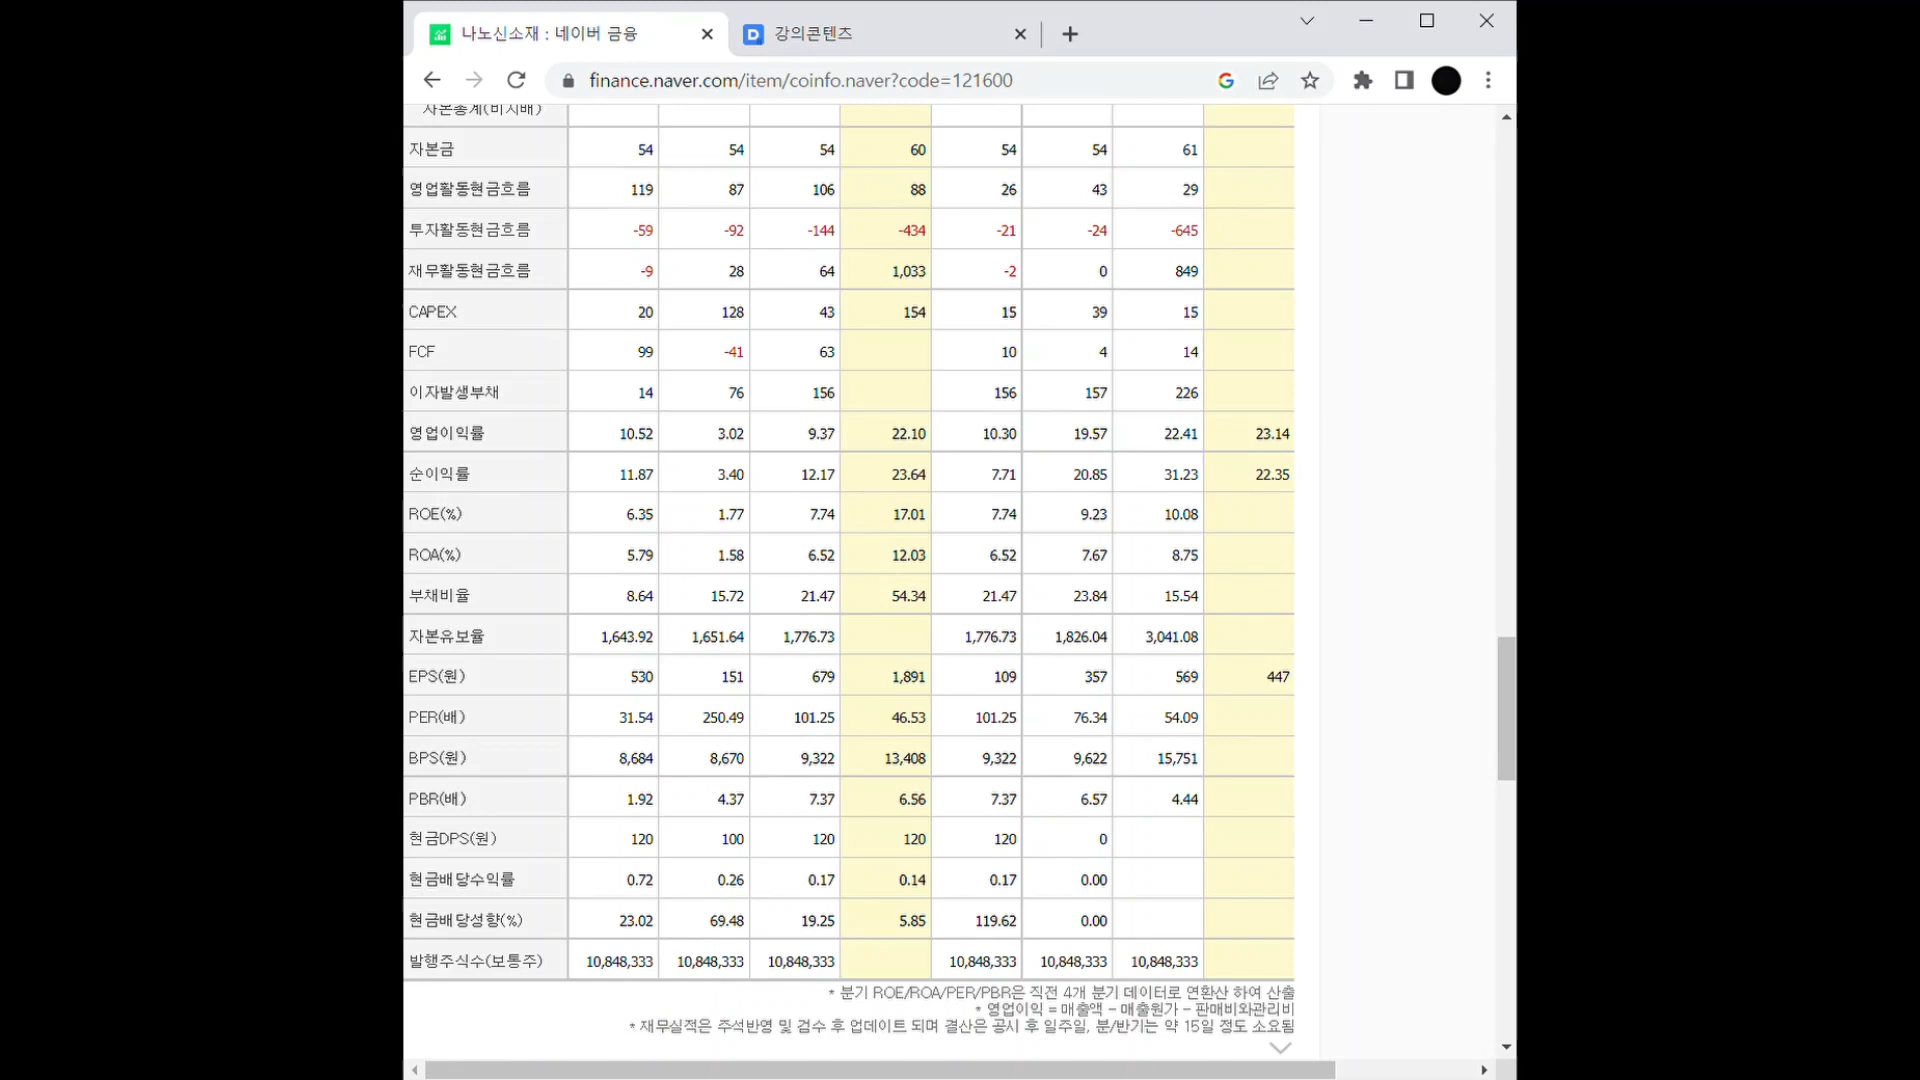 나노신소재 : 네이버 금융
강의콘텐츠
finance.naver.com/item/coinfo.naver?code=121600
자본총계(비지배)
자본금 54 54 54 60 54 54 61
영업활동현금흐름 119 87 106 88 26 43 29
투자활동현금흐름 -59 -92 -144 -434 -21 -24 -645
재무활동현금흐름 -9 28 64 1,033 -2 0 849
CAPEX 20 128 43 154 15 39 15
FCF 99 -41 63 10 4 14
이자발생부채 14 76 156 156 157 226
영업이익률 10.52 3.02 9.37 22.10 10.30 19.57 22.41 23.14
순이익률 11.87 3.40 12.17 23.64 7.71 20.85 31.23 22.35
ROE(%) 6.35 1.77 7.74 17.01 7.74 9.23 10.08
ROA(%) 5.79 1.58 6.52 12.03 6.52 7.67 8.75
부채비율 8.64 15.72 21.47 54.34 21.47 23.84 15.54
자본유보율 1,643.92 1,651.64 1,776.73 1,776.73 1,826.04 3,041.08
EPS(원) 530 151 679 1,891 109 357 569 447
PER(배) 31.54 250.49 101.25 46.53 101.25 76.34 54.09
BPS(원) 8,684 8,670 9,322 13,408 9,322 9,622 15,751
PBR(배) 1.92 4.37 7.37 6.56 7.37 6.57 4.44
현금DPS(원) 120 100 120 120 120 0
현금배당수익률 0.72 0.26 0.17 0.14 0.17 0.00
현금배당성향(%) 23.02 69.48 19.25 5.85 119.62 0.00
발행주식수(보통주) 10,848,333 10,848,333 10,848,333 10,848,333 10,848,333 10,848,333
* 분기 ROE/ROA/PER/PBR은 직전 4개 분기 데이터로 연환산 하여 산출
* 영업이익 = 매출액 - 매출원가 - 판매비와관리비
* 재무실적은 주석반영 및 검수 후 업데이트 되며 결산은 공시 후 일주일, 분/반기는 약 15일 정도 소요됨